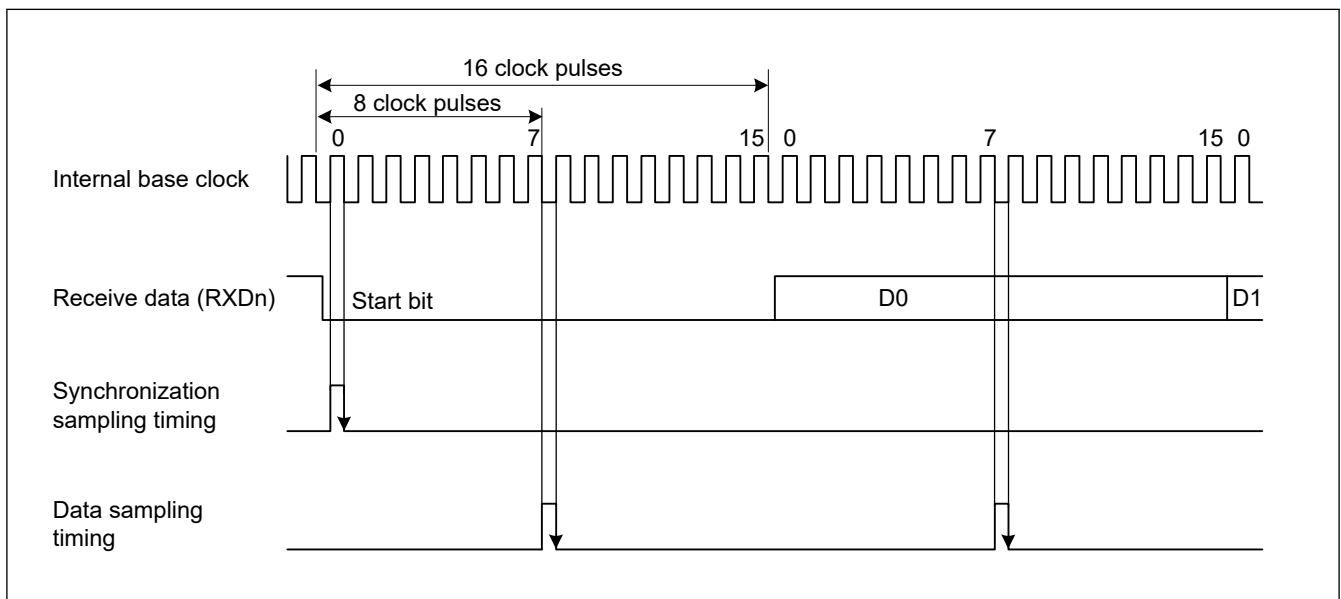 16 clock pulses
8 clock pulses
0 7 15 0 7 15 0
Internal base clock
Receive data (RXDn)
Start bit
D0
D1
Synchronization
sampling timing
Data sampling
timing